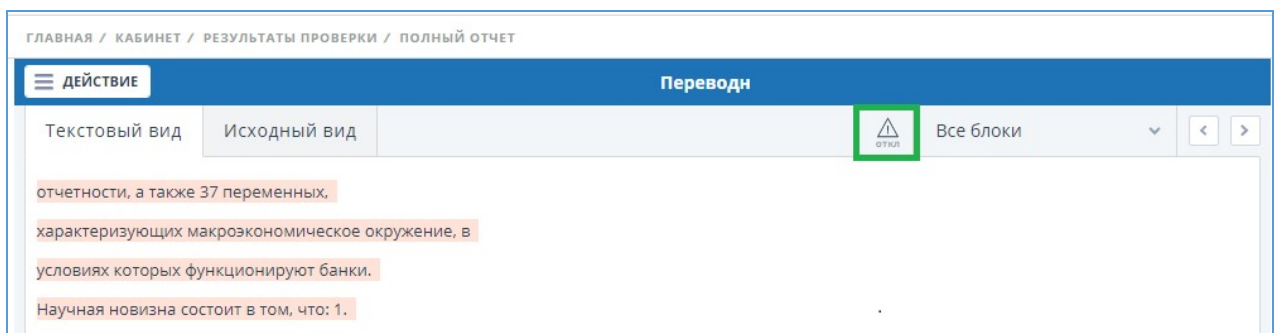 ГЛАВНАЯ / КАБИНЕТ / РЕЗУЛЬТАТЫ ПРОВЕРКИ / ПОЛНЫЙ ОТЧЕТ
ДЕЙСТВИЕ Переводн
Текстовый вид Исходный вид откл Все блоки
отчетности, а также 37 переменных,
характеризующих макроэкономическое окружение, в
условиях которых функционируют банки.
Научная новизна состоит в том, что: 1.